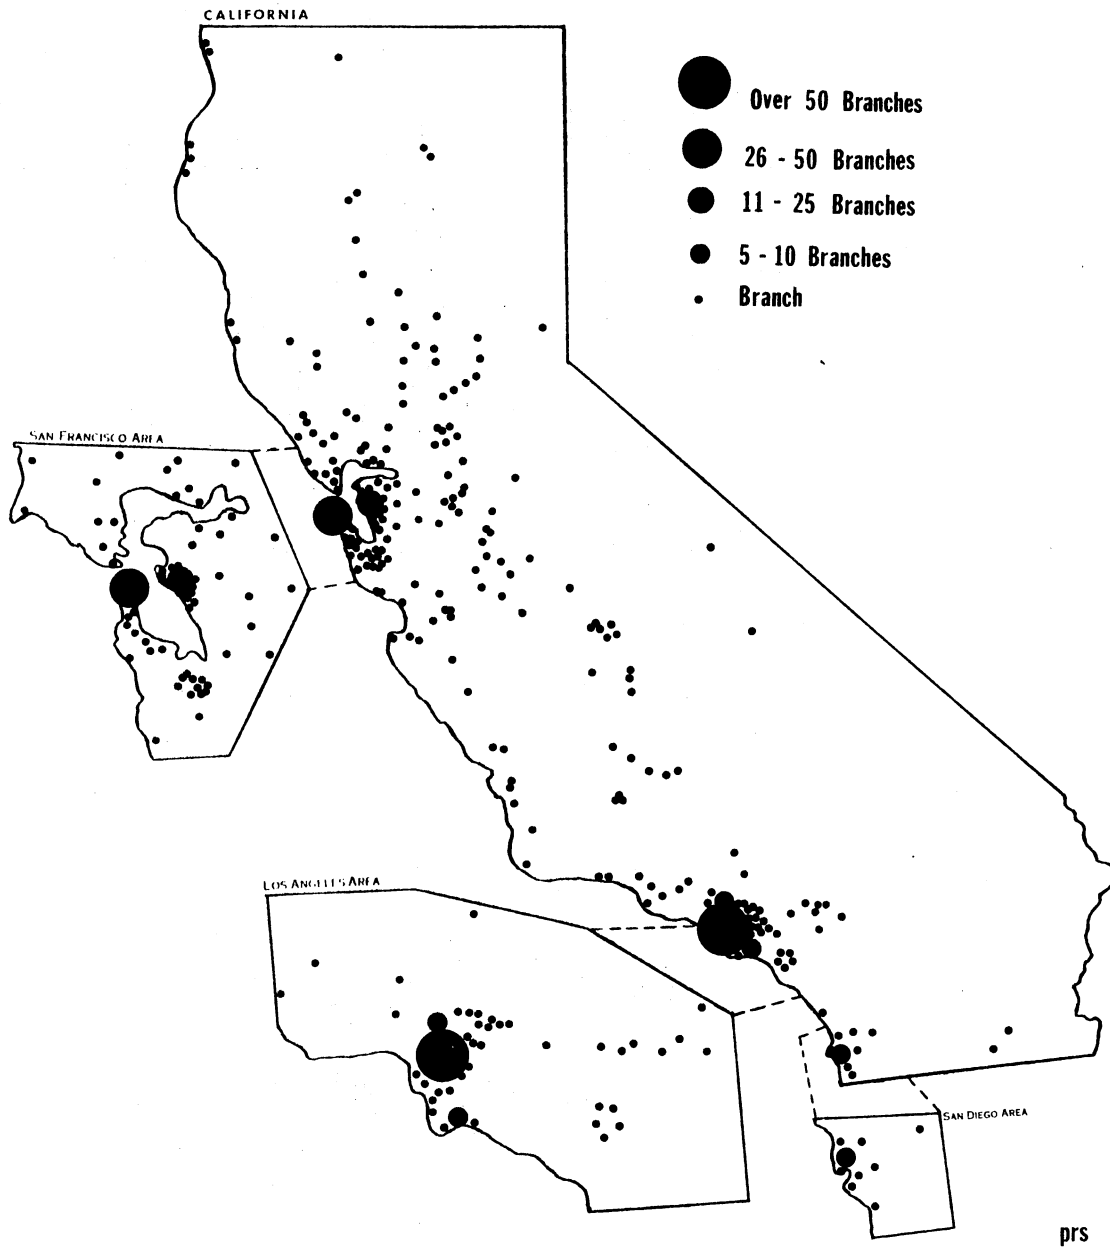 CALIFORNIA
Over 50 Branches
26 - 50 Branches
11 - 25 Branches
5 - 10 Branches
Branch
SAN FRANCISCO AREA
LOS ANGELES AREA
SAN DIEGO AREA
prs